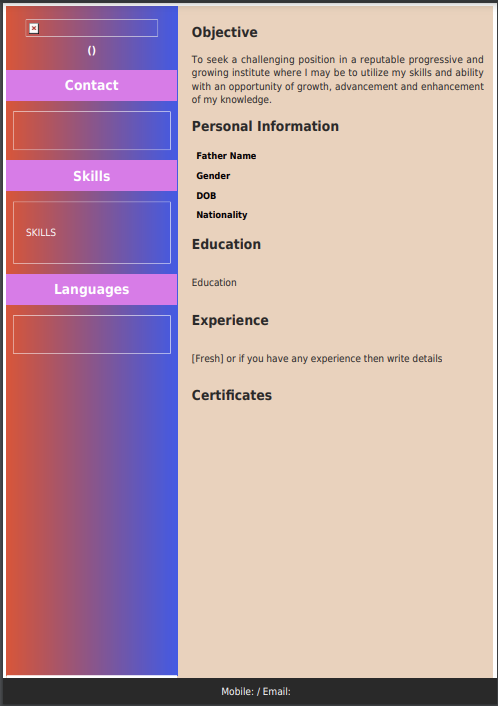 ()
Contact
Skills
SKILLS
Languages
Objective
To seek a challenging position in a reputable progressive and
growing institute where I may be to utilize my skills and ability
with an opportunity of growth, advancement and enhancement
of my knowledge.
Personal Information
Father Name
Gender
DOB
Nationality
Education
Education
Experience
[Fresh] or if you have any experience then write details
Certificates
Mobile: / Email: